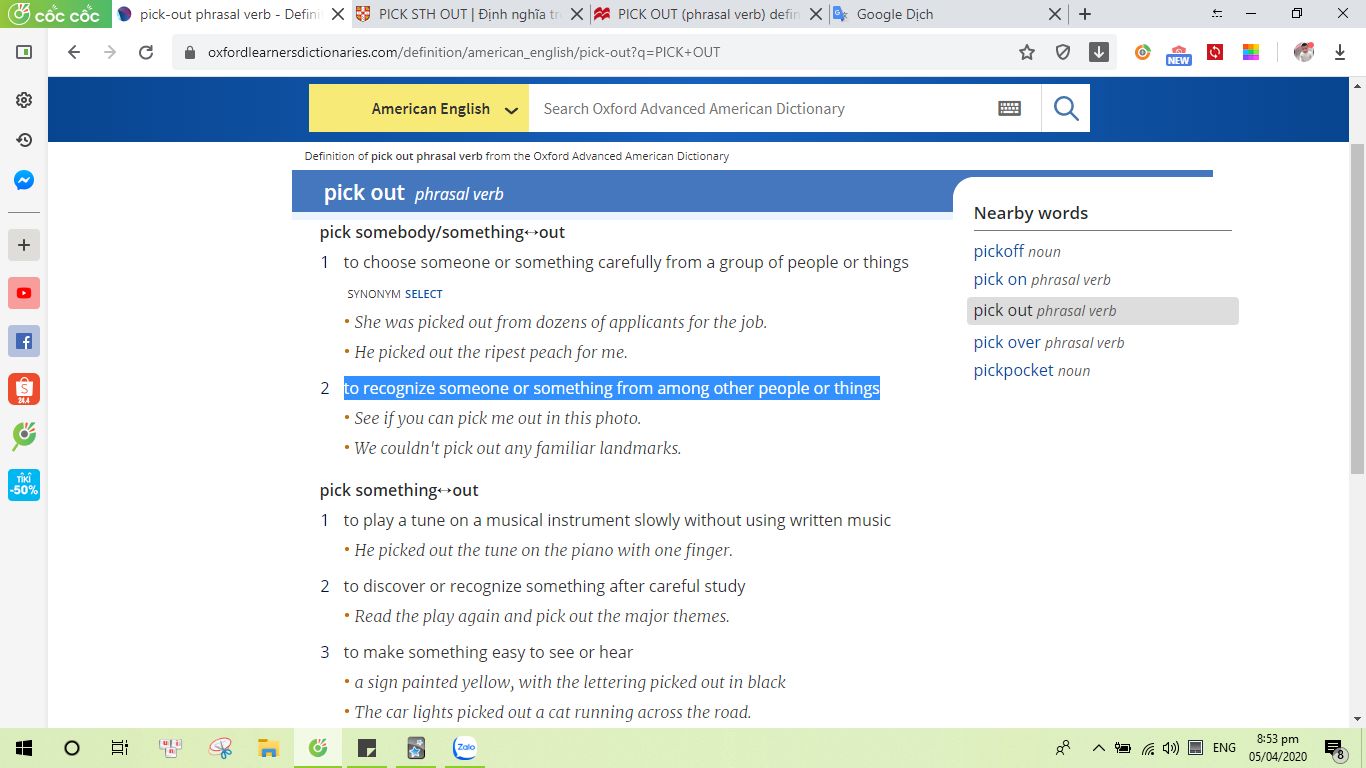 cốc cốc
pick-out phrasal verb - Defini
PICK STH OUT | Định nghĩa tr
PICK OUT (phrasal verb) defin
Google Dịch
oxfordlearnersdictionaries.com/definition/american_english/pick-out?q=PICK+OUT
NEW
American English
Search Oxford Advanced American Dictionary
Definition of pick out phrasal verb from the Oxford Advanced American Dictionary
pick out phrasal verb
pick somebody/something↔out
1 to choose someone or something carefully from a group of people or things
SYNONYM SELECT
• She was picked out from dozens of applicants for the job.
• He picked out the ripest peach for me.
2 to recognize someone or something from among other people or things
• See if you can pick me out in this photo.
• We couldn't pick out any familiar landmarks.
pick something↔out
1 to play a tune on a musical instrument slowly without using written music
• He picked out the tune on the piano with one finger.
2 to discover or recognize something after careful study
• Read the play again and pick out the major themes.
3 to make something easy to see or hear
• a sign painted yellow, with the lettering picked out in black
• The car lights picked out a cat running across the road.
Nearby words
pickoff noun
pick on phrasal verb
pick out phrasal verb
pick over phrasal verb
pickpocket noun
S
24.4
TIKI
-50%
Zalo
ENG
8:53 pm
05/04/2020
8